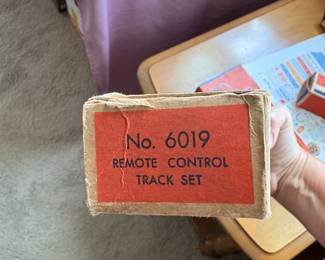 No. 6019
REMOTE CONTROL
TRACK SET